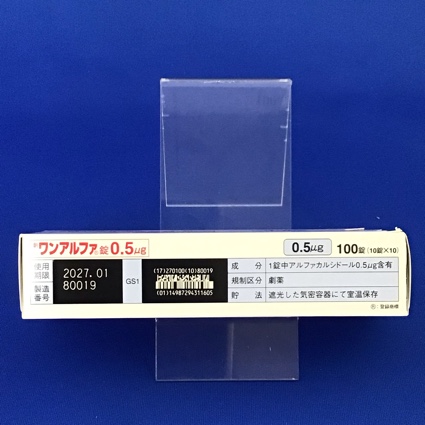 ワンアルファ錠0.5μg
0.5μg 100錠(10錠×10)
使用期限 2027.01
製造番号 80019
GS1
(17)270100(10)80019
(01)14987294311605
成分 1錠中アルファカルシドール0.5μg含有
規制区分 劇薬
貯法 遮光した気密容器にて室温保存
®:登録商標